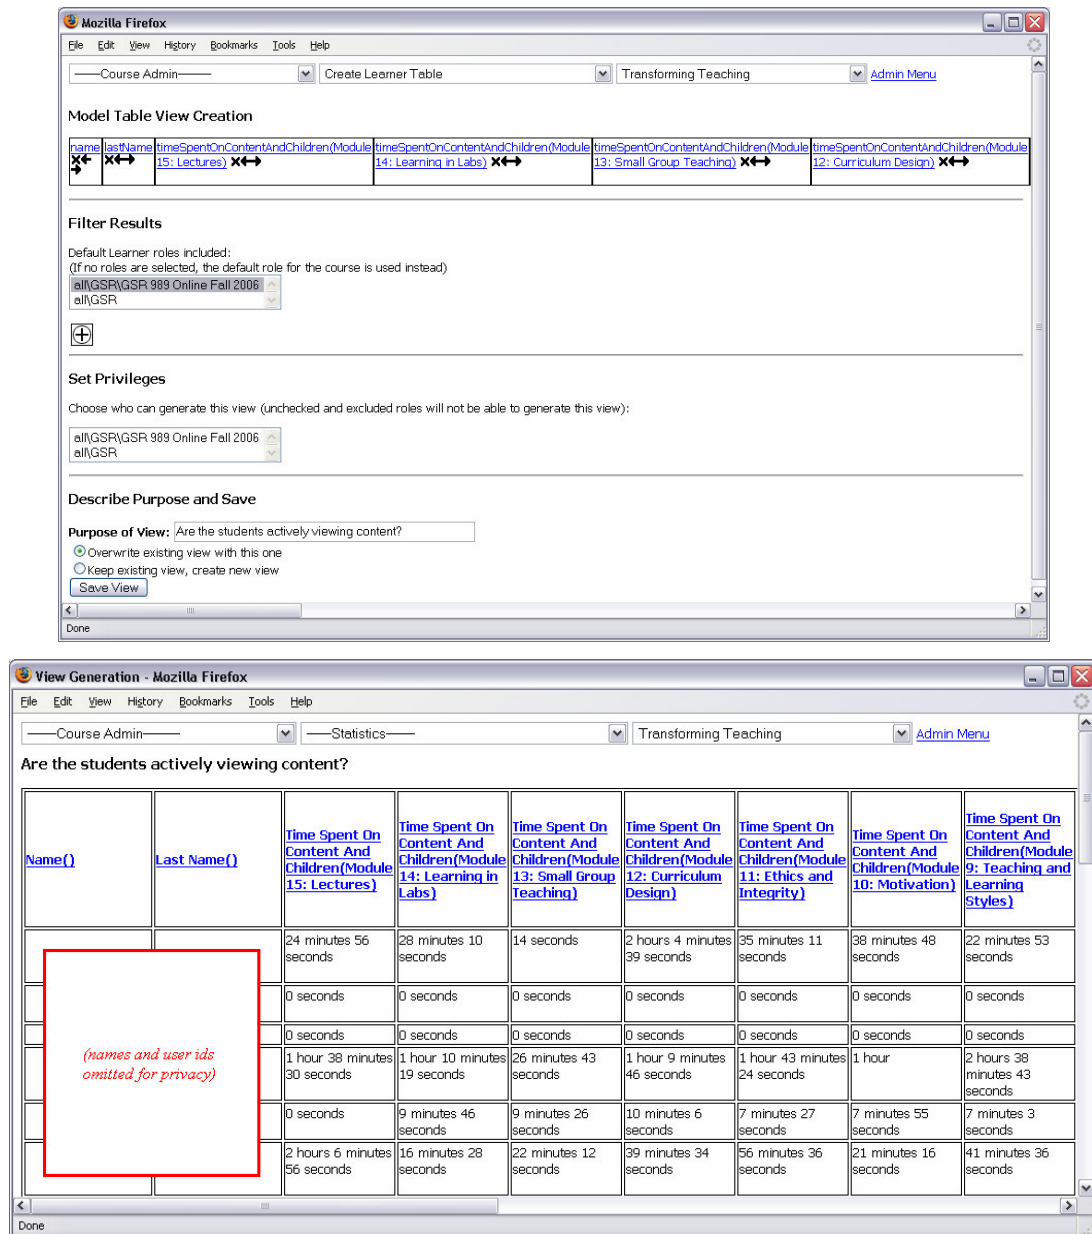 Mozilla Firefox
File Edit View History Bookmarks Tools Help
——Course Admin—— Create Learner Table Transforming Teaching Admin Menu
Model Table View Creation
name lastName timeSpentOnContentAndChildren(Module timeSpentOnContentAndChildren(Module timeSpentOnContentAndChildren(Module timeSpentOnContentAndChildren(Module
15: Lectures) 14: Learning in Labs) 13: Small Group Teaching) 12: Curriculum Design)
Filter Results
Default Learner roles included:
(If no roles are selected, the default role for the course is used instead)
all\GSR\GSR 989 Online Fall 2006
all\GSR
Set Privileges
Choose who can generate this view (unchecked and excluded roles will not be able to generate this view):
all\GSR\GSR 989 Online Fall 2006
all\GSR
Describe Purpose and Save
Purpose of View: Are the students actively viewing content?
Overwrite existing view with this one
Keep existing view, create new view
Save View
Done
View Generation - Mozilla Firefox
File Edit View History Bookmarks Tools Help
——Course Admin—— ——Statistics—— Transforming Teaching Admin Menu
Are the students actively viewing content?
Name()
Last Name()
Time Spent On
Content And
Children(Module
15: Lectures)
Time Spent On
Content And
Children(Module
14: Learning in
Labs)
Time Spent On
Content And
Children(Module
13: Small Group
Teaching)
Time Spent On
Content And
Children(Module
12: Curriculum
Design)
Time Spent On
Content And
Children(Module
11: Ethics and
Integrity)
Time Spent On
Content And
Children(Module
10: Motivation)
Time Spent On
Content And
Children(Module
9: Teaching and
Learning
Styles)
24 minutes 56 28 minutes 10 14 seconds 2 hours 4 minutes 35 minutes 11 38 minutes 48 22 minutes 53
seconds seconds 39 seconds seconds seconds seconds
0 seconds 0 seconds 0 seconds 0 seconds 0 seconds 0 seconds 0 seconds
0 seconds 0 seconds 0 seconds 0 seconds 0 seconds 0 seconds 0 seconds
(names and user ids
omitted for privacy)
1 hour 38 minutes 1 hour 10 minutes 26 minutes 43 1 hour 9 minutes 1 hour 43 minutes 1 hour 2 hours 38
30 seconds 19 seconds seconds 46 seconds 24 seconds minutes 43
seconds
0 seconds 9 minutes 46 9 minutes 26 10 minutes 6 7 minutes 27 7 minutes 55 7 minutes 3
seconds seconds seconds seconds seconds seconds
2 hours 6 minutes 16 minutes 28 22 minutes 12 39 minutes 34 56 minutes 36 21 minutes 16 41 minutes 36
56 seconds seconds seconds seconds seconds seconds seconds
Done